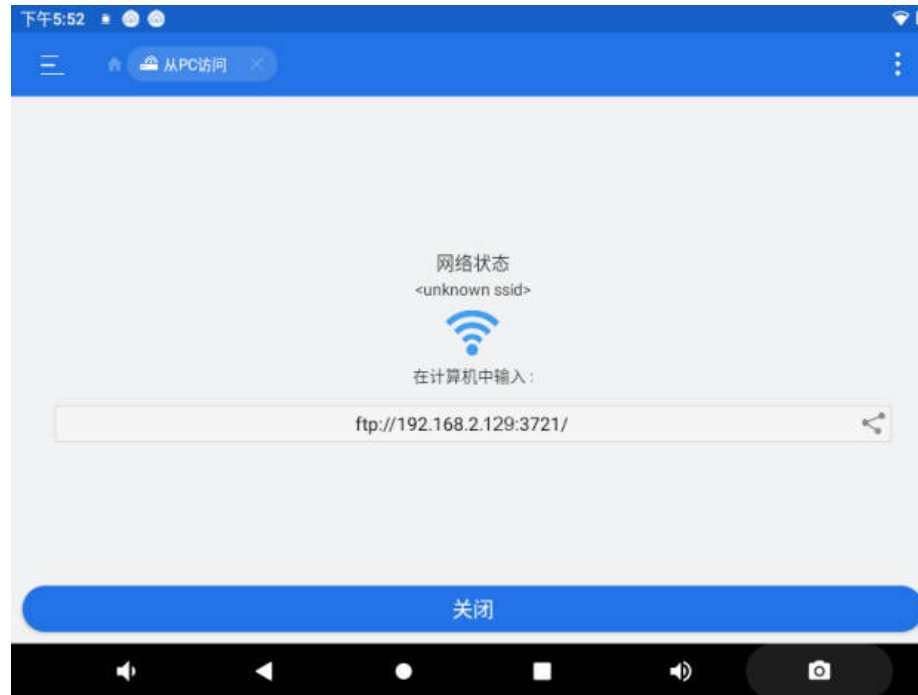 下午5:52
从PC访问
网络状态
<unknown ssid>
在计算机中输入：
ftp://192.168.2.129:3721/
关闭